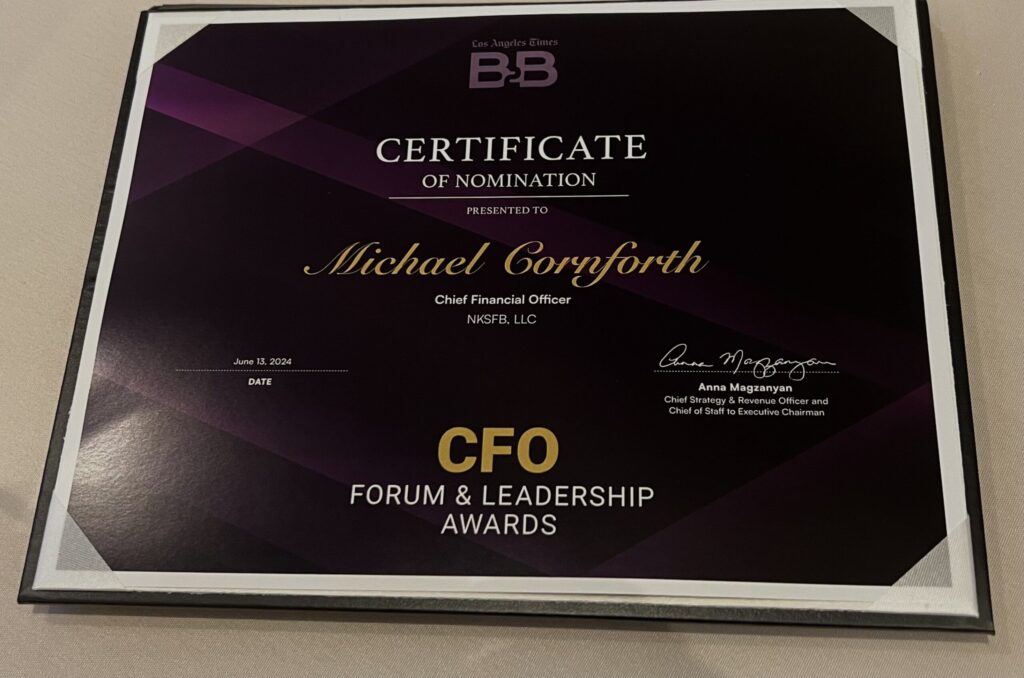 Los Angeles Times
B2B
CERTIFICATE
OF NOMINATION
PRESENTED TO
Michael Cornforth
Chief Financial Officer
NKSFB, LLC
June 13, 2024
DATE
Anna Magzanyan
Anna Magzanyan
Chief Strategy & Revenue Officer and
Chief of Staff to Executive Chairman
CFO
FORUM & LEADERSHIP
AWARDS